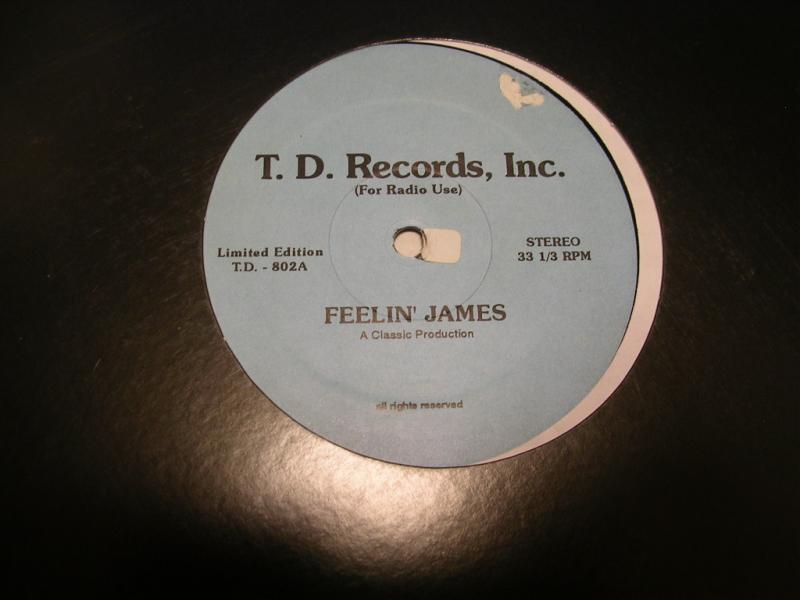 T. D. Records, Inc.
(For Radio Use)
Limited Edition
T.D. - 802A
STEREO
33 1/3 RPM
FEELIN' JAMES
A Classic Production
all rights reserved